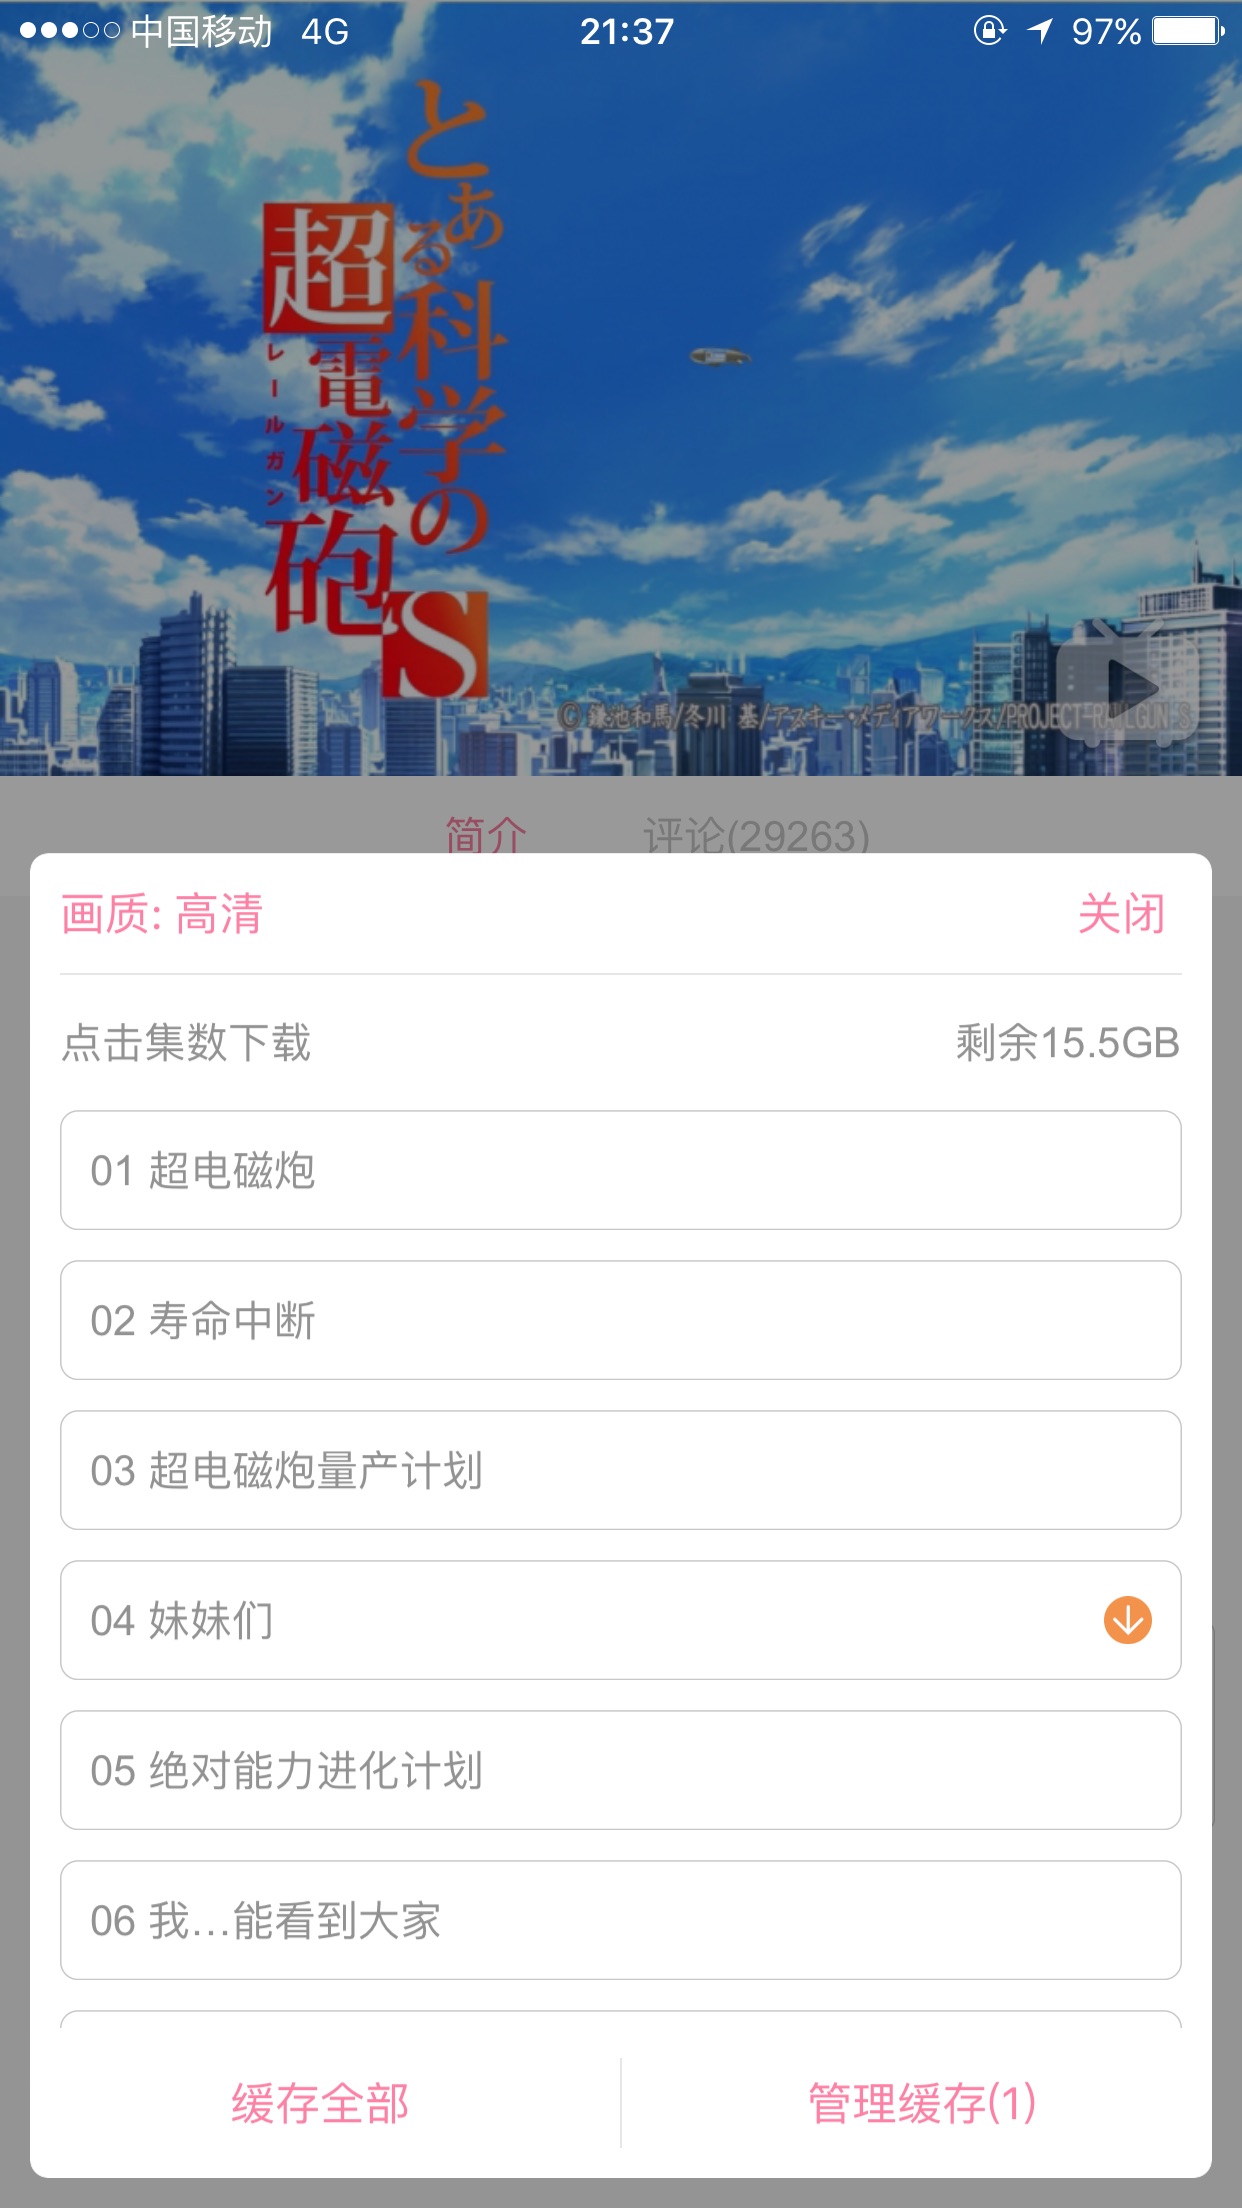 中国移动 4G 21:37 97%
とある科学の
超電磁砲S
レールガン
© 鎌池和馬/冬川 基/アスキー・メディアワークス/PROJECT-RAILGUN S
简介 评论(29263)
画质: 高清 关闭
点击集数下载 剩余15.5GB
01 超电磁炮
02 寿命中断
03 超电磁炮量产计划
04 妹妹们
05 绝对能力进化计划
06 我...能看到大家
缓存全部 管理缓存(1)